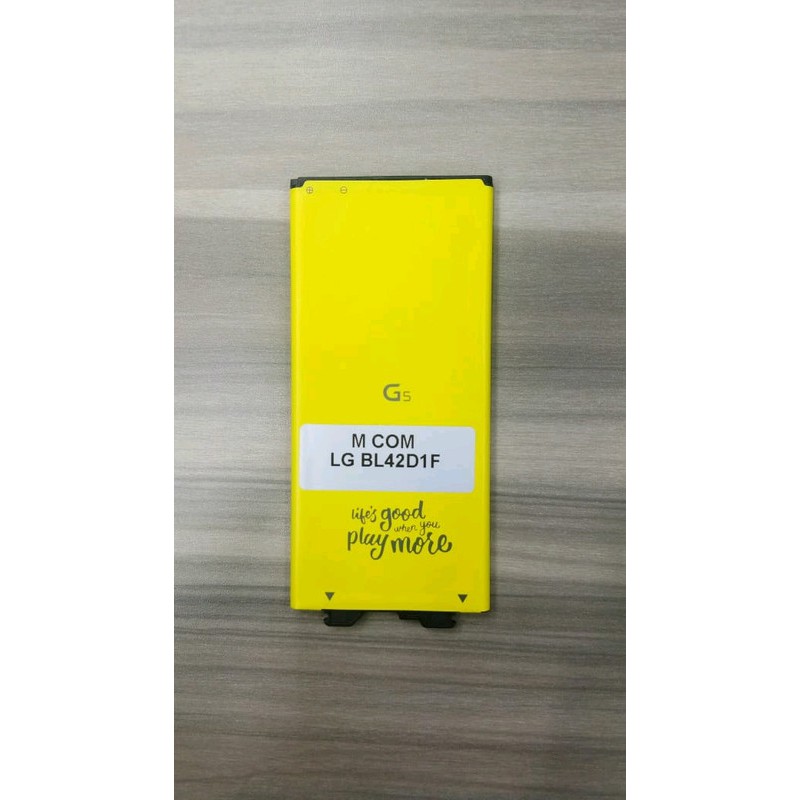 ⊕ ⊖
G5
M COM
LG BL42D1F
life's good
when you
play more